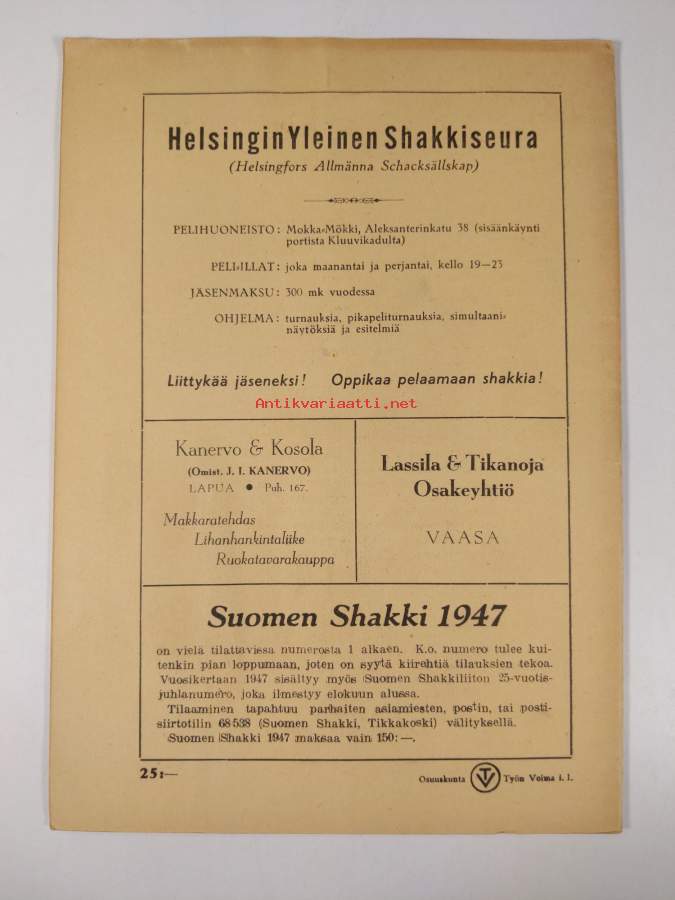 Helsingin Yleinen Shakkiseura
(Helsingfors Allmänna Schacksällskap)
PELIHUONEISTO: Mokka-Mökki, Aleksanterinkatu 38 (sisäänkäynti
portista Kluuvikadulta)
PELI-ILLAT: joka maanantai ja perjantai, kello 19—23
JÄSENMAKSU: 300 mk vuodessa
OHJELMA: turnauksia, pikapeliturnauksia, simultaani-
näytöksiä ja esitelmiä
Liittykää jäseneksi! Oppikaa pelaamaan shakkia!
Antikvariaatti.net
Kanervo & Kosola
(Omist. J. I. KANERVO)
LAPUA ● Puh. 167.
Makkaratehdas
Lihanhankintaliike
Ruokatavarakauppa
Lassila & Tikanoja
Osakeyhtiö
VAASA
Suomen Shakki 1947
on vielä tilattavissa numerosta 1 alkaen. K.o. numero tulee kui-
tenkin pian loppumaan, joten on syytä kiirehtiä tilauksien tekoa.
Vuosikertaan 1947 sisältyy myös Suomen Shakkiliiton 25-vuotis-
juhlanumero, joka ilmestyy elokuun alussa.
Tilaaminen tapahtuu parhaiten asiamiesten, postin, tai posti-
siirtotilin 68538 (Suomen Shakki, Tikkakoski) välityksellä.
Suomen Shakki 1947 maksaa vain 150:—.
25:—
Osuuskunta TV Työn Voima i. l.